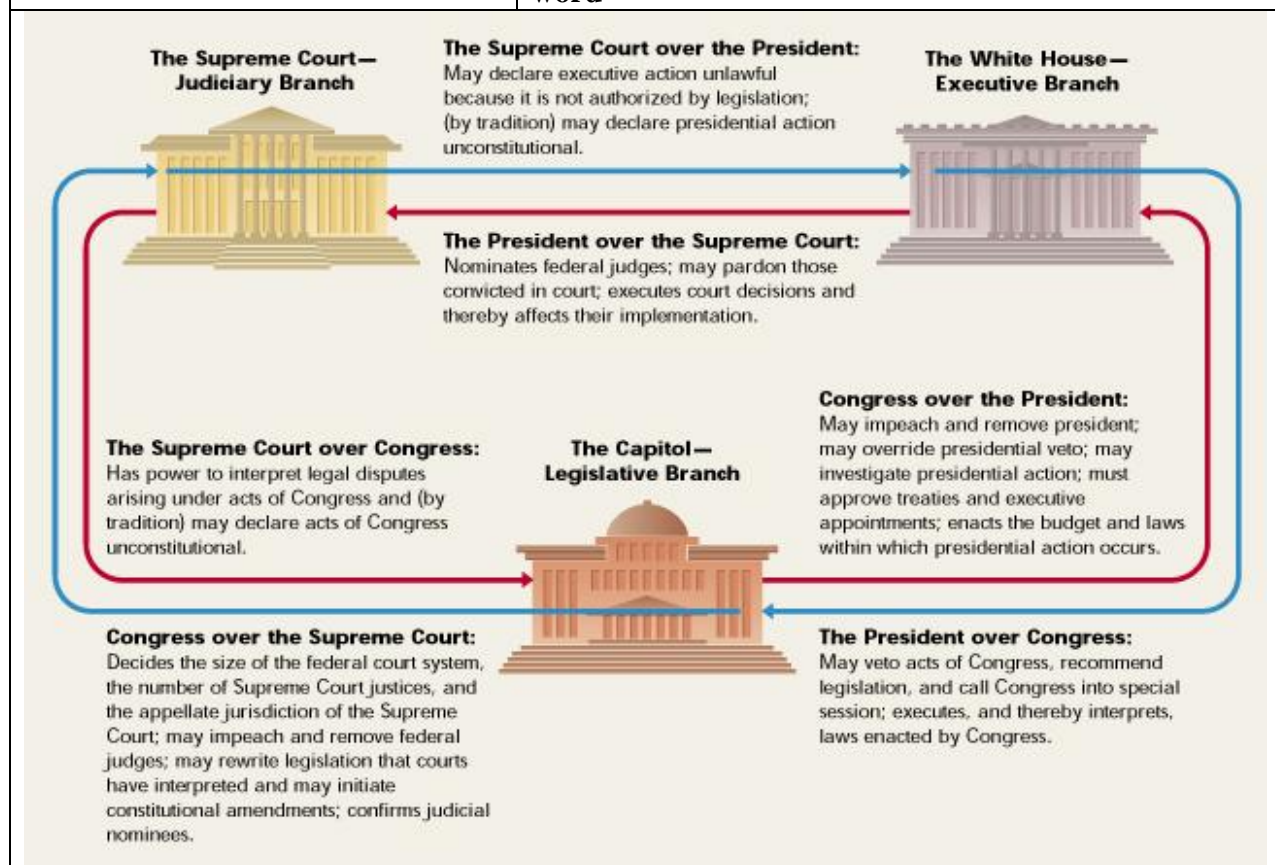 word
The Supreme Court—
Judiciary Branch
The Supreme Court over the President:
May declare executive action unlawful
because it is not authorized by legislation;
(by tradition) may declare presidential action
unconstitutional.
The White House—
Executive Branch
The President over the Supreme Court:
Nominates federal judges; may pardon those
convicted in court; executes court decisions and
thereby affects their implementation.
Congress over the President:
May impeach and remove president;
may override presidential veto; may
investigate presidential action; must
approve treaties and executive
appointments; enacts the budget and laws
within which presidential action occurs.
The Supreme Court over Congress:
Has power to interpret legal disputes
arising under acts of Congress and (by
tradition) may declare acts of Congress
unconstitutional.
The Capitol—
Legislative Branch
Congress over the Supreme Court:
Decides the size of the federal court system,
the number of Supreme Court justices, and
the appellate jurisdiction of the Supreme
Court; may impeach and remove federal
judges; may rewrite legislation that courts
have interpreted and may initiate
constitutional amendments; confirms judicial
nominees.
The President over Congress:
May veto acts of Congress, recommend
legislation, and call Congress into special
session; executes, and thereby interprets,
laws enacted by Congress.